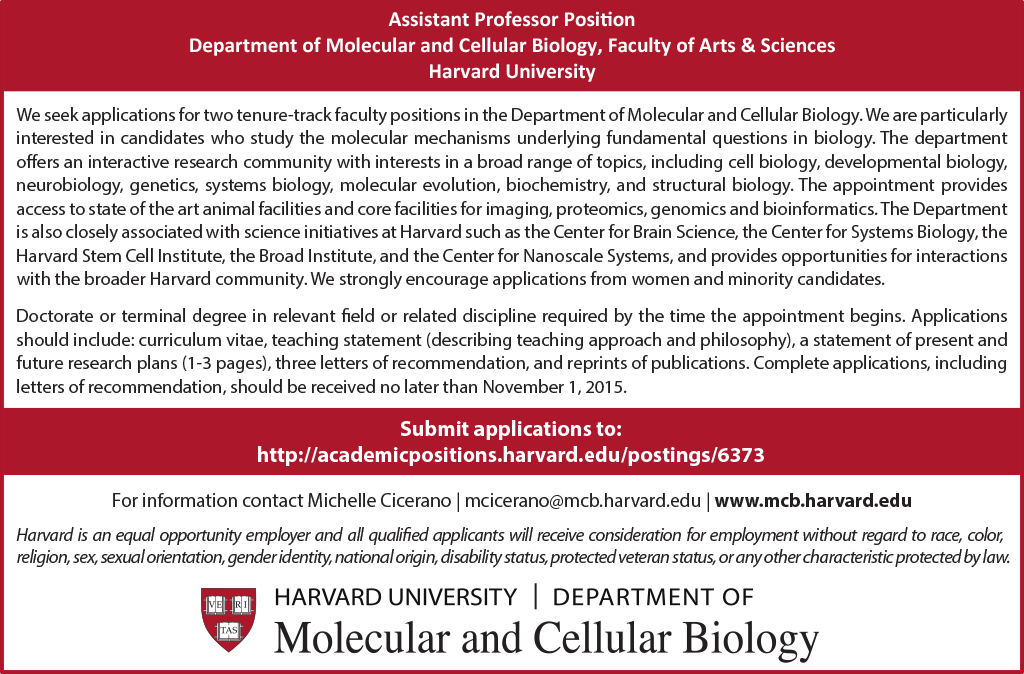 Assistant Professor Position
Department of Molecular and Cellular Biology, Faculty of Arts & Sciences
Harvard University
We seek applications for two tenure-track faculty positions in the Department of Molecular and Cellular Biology. We are particularly
interested in candidates who study the molecular mechanisms underlying fundamental questions in biology. The department
offers an interactive research community with interests in a broad range of topics, including cell biology, developmental biology,
neurobiology, genetics, systems biology, molecular evolution, biochemistry, and structural biology. The appointment provides
access to state of the art animal facilities and core facilities for imaging, proteomics, genomics and bioinformatics. The Department
is also closely associated with science initiatives at Harvard such as the Center for Brain Science, the Center for Systems Biology, the
Harvard Stem Cell Institute, the Broad Institute, and the Center for Nanoscale Systems, and provides opportunities for interactions
with the broader Harvard community. We strongly encourage applications from women and minority candidates.
Doctorate or terminal degree in relevant field or related discipline required by the time the appointment begins. Applications
should include: curriculum vitae, teaching statement (describing teaching approach and philosophy), a statement of present and
future research plans (1-3 pages), three letters of recommendation, and reprints of publications. Complete applications, including
letters of recommendation, should be received no later than November 1, 2015.
Submit applications to:
http://academicpositions.harvard.edu/postings/6373
For information contact Michelle Cicerano | mcicerano@mcb.harvard.edu | www.mcb.harvard.edu
Harvard is an equal opportunity employer and all qualified applicants will receive consideration for employment without regard to race, color,
religion, sex, sexual orientation, gender identity, national origin, disability status, protected veteran status, or any other characteristic protected by law.
VE RI
TAS
HARVARD UNIVERSITY | DEPARTMENT OF
Molecular and Cellular Biology